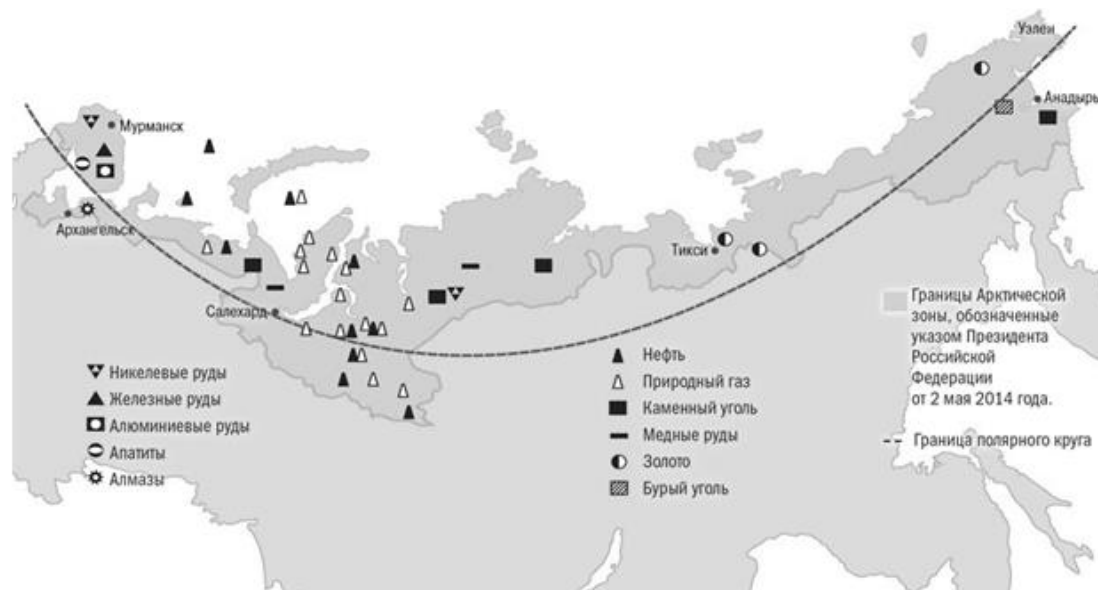 Уэлен
Анадырь
Мурманск
Архангельск
Тикси
Салехард
Границы Арктической
зоны, обозначенные
указом Президента
Российской
Федерации
от 2 мая 2014 года.
Граница полярного круга
Никелевые руды
Железные руды
Алюминиевые руды
Апатиты
Алмазы
Нефть
Природный газ
Каменный уголь
Медные руды
Золото
Бурый уголь